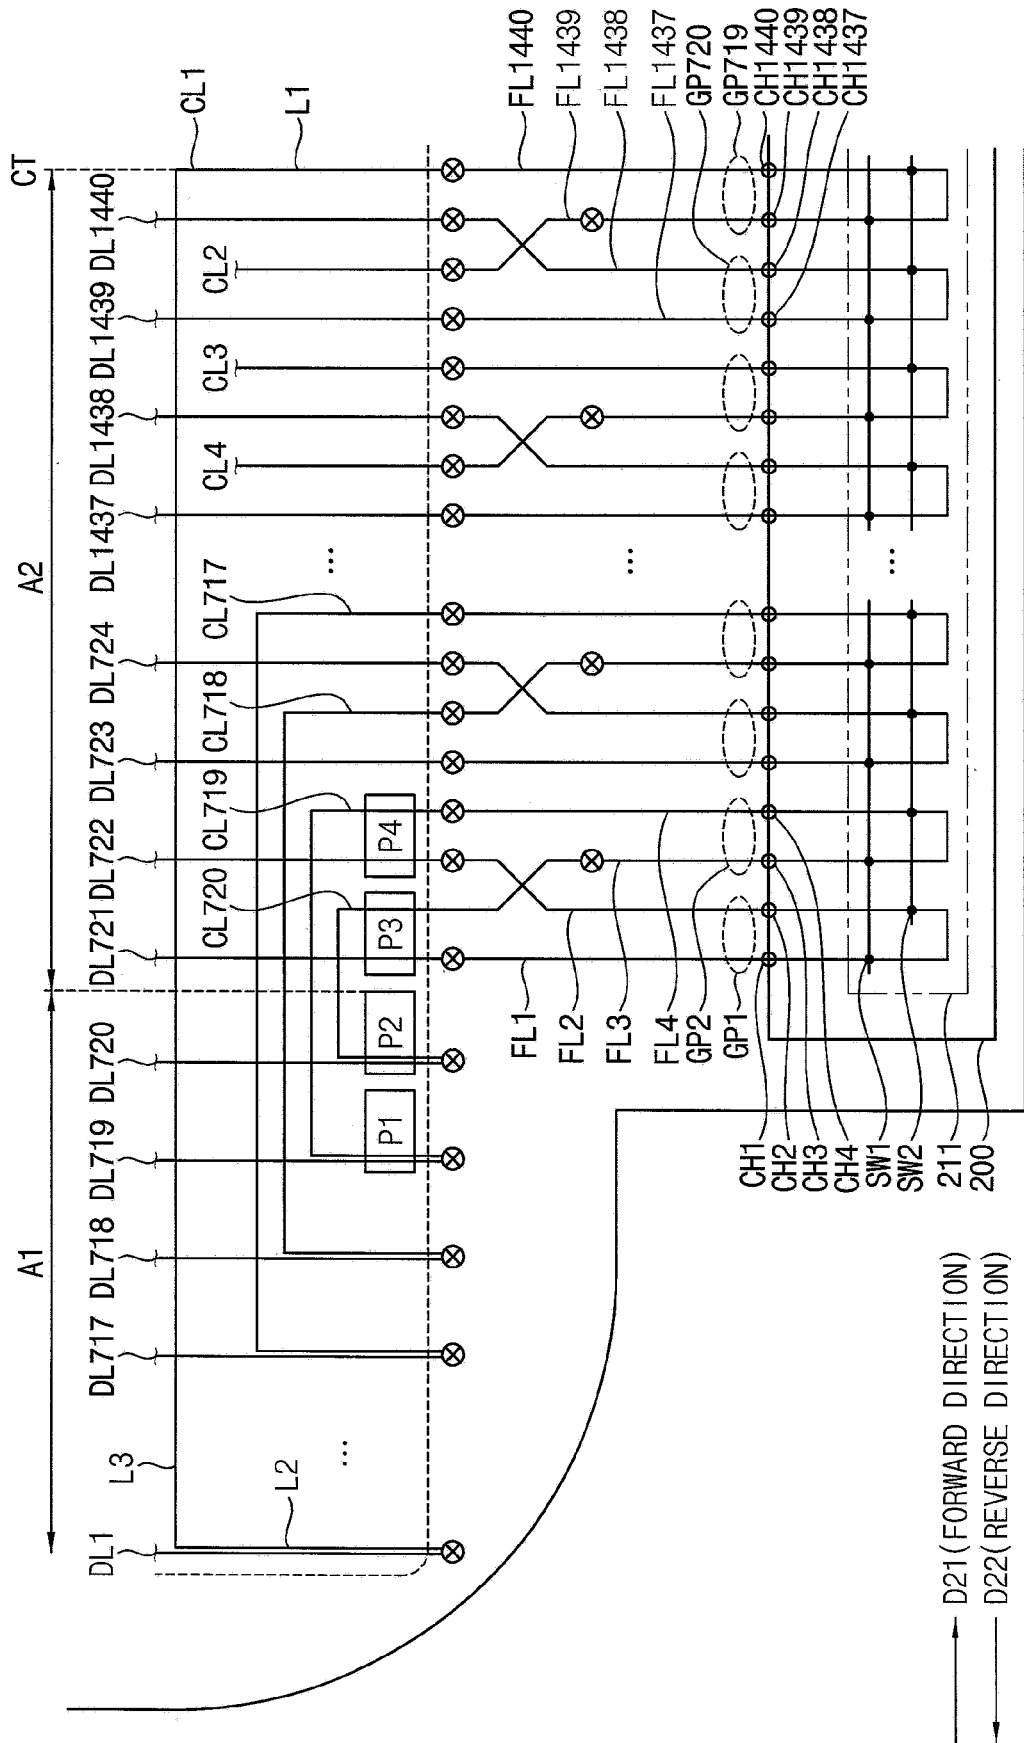 CT
A1
A2
DL1
DL717
DL718
DL719
DL720
DL721
DL722
DL723
DL724
DL1437
DL1438
DL1439
DL1440
CL1
L1
L3
L2
CL720
CL719
CL718
CL717
CL4
CL3
CL2
...
...
P1
P2
P3
P4
FL1440
FL1439
FL1438
FL1437
GP720
GP719
CH1440
CH1439
CH1438
CH1437
...
...
FL1
FL2
FL3
FL4
GP2
GP1
CH1
CH2
CH3
CH4
SW1
SW2
211
200
D21(FORWARD DIRECTION)
D22(REVERSE DIRECTION)